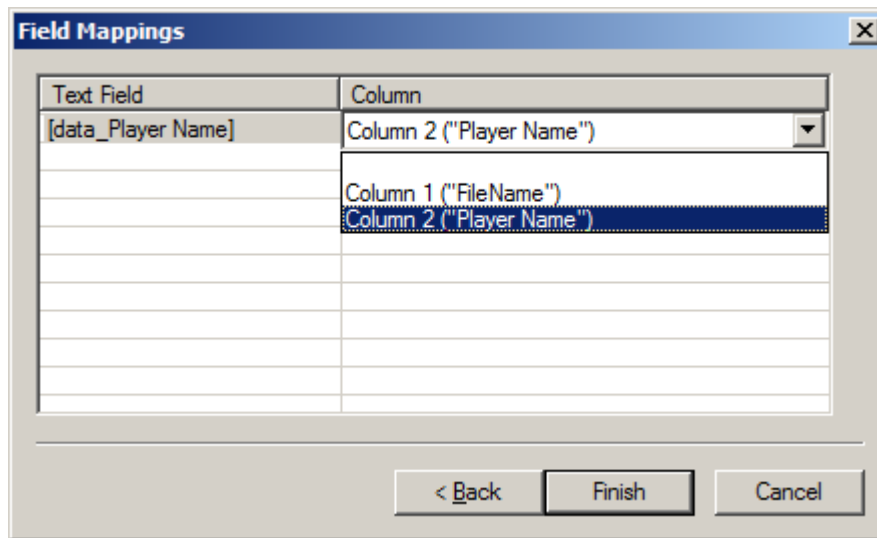 Field Mappings
Text Field Column
[data_Player Name] Column 2 ("Player Name")
Column 1 ("FileName")
Column 2 ("Player Name")
< Back Finish Cancel